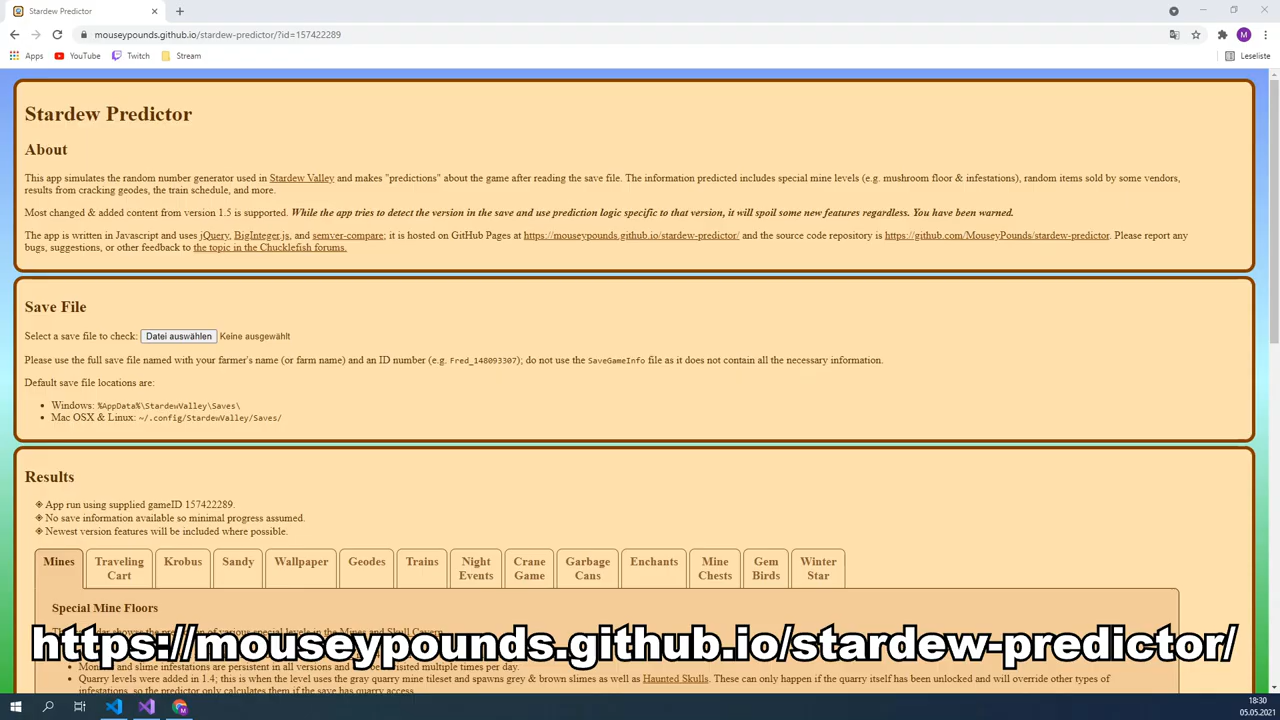 Stardew Predictor
mouseypounds.github.io/stardew-predictor/?id=157422289
Apps YouTube Twitch Stream Leseliste
Stardew Predictor
About
This app simulates the random number generator used in Stardew Valley and makes "predictions" about the game after reading the save file. The information predicted includes special mine levels (e.g. mushroom floor & infestations), random items sold by some vendors,
results from cracking geodes, the train schedule, and more.
Most changed & added content from version 1.5 is supported. While the app tries to detect the version in the save and use prediction logic specific to that version, it will spoil some new features regardless. You have been warned.
The app is written in Javascript and uses jQuery, BigInteger.js, and semver-compare; it is hosted on GitHub Pages at https://mouseypounds.github.io/stardew-predictor/ and the source code repository is https://github.com/MouseyPounds/stardew-predictor. Please report any
bugs, suggestions, or other feedback to the topic in the Chucklefish forums.
Save File
Select a save file to check: Datei auswählen Keine ausgewählt
Please use the full save file named with your farmer's name (or farm name) and an ID number (e.g. Fred_148093307); do not use the SaveGameInfo file as it does not contain all the necessary information.
Default save file locations are:
Windows: %AppData%\StardewValley\Saves\
Mac OSX & Linux: ~/.config/StardewValley/Saves/
Results
App run using supplied gameID 157422289.
No save information available so minimal progress assumed.
Newest version features will be included where possible.
Mines Traveling Cart Krobus Sandy Wallpaper Geodes Trains Night Events Crane Game Garbage Cans Enchants Mine Chests Gem Birds Winter Star
Special Mine Floors
https://mouseypounds.github.io/stardew-predictor/
Quarry levels were added in 1.4; this is when the level uses the gray quarry mine tileset and spawns grey & brown slimes as well as Haunted Skulls. These can only happen if the quarry itself has been unlocked and will override other types of
infestations, so the predictor only calculates them if the save has quarry access.
18:30
05.05.2021